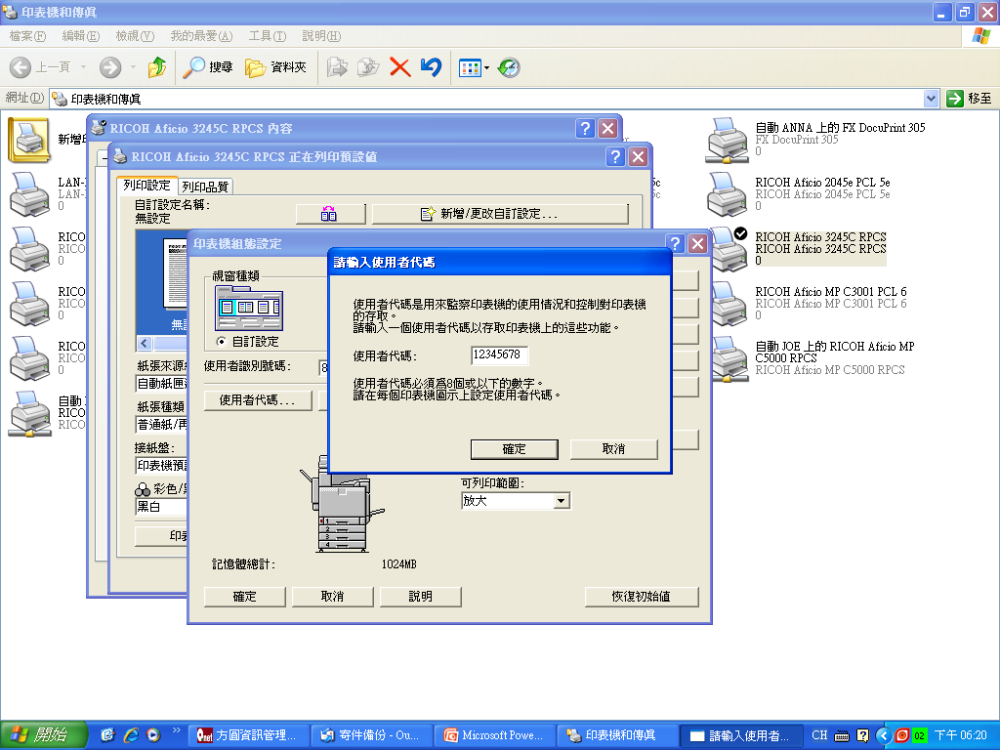 印表機和傳真
檔案(F) 編輯(E) 檢視(V) 我的最愛(A) 工具(T) 說明(H)
上一頁 搜尋 資料夾
網址(D) 印表機和傳真 移至
新增印
LAN-
LAN-
0
RICO
RICO
0
RICO
RICO
0
RICO
RICO
0
自動
RICO
RICO
0
自動 ANNA 上的 FX DocuPrint 305
FX DocuPrint 305
0
RICOH Aficio 2045e PCL 5e
RICOH Aficio 2045e PCL 5e
0
RICOH Aficio 3245C RPCS
RICOH Aficio 3245C RPCS
0
RICOH Aficio MP C3001 PCL 6
RICOH Aficio MP C3001 PCL 6
0
自動 JOE 上的 RICOH Aficio MP
C5000 RPCS
RICOH Aficio MP C5000 RPCS
RICOH Aficio 3245C RPCS 內容
RICOH Aficio 3245C RPCS 正在列印預設值
列印設定 列印品質
自訂設定名稱:
無設定
新增/更改自訂設定...
無
紙張來源
自動紙匣
紙張種類
普通紙/再
接紙盤:
印表機預
彩色/
黑白
印
印表機組態設定
視窗種類
自訂設定
使用者識別號碼: 8
使用者代碼...
可列印範圍:
放大
1
2
3
4
記憶體總計: 1024MB
確定 取消 說明 恢復初始值
請輸入使用者代碼
使用者代碼是用來監察印表機的使用情況和控制對印表機
的存取。
請輸入一個使用者代碼以存取印表機上的這些功能。
使用者代碼: 12345678
使用者代碼必須為8個或以下的數字。
請在每個印表機圖示上設定使用者代碼。
確定 取消
開始 方圓資訊管理... 寄件備份 - Ou... Microsoft Powe... 印表機和傳真 請輸入使用者... CH 02 下午 06:20